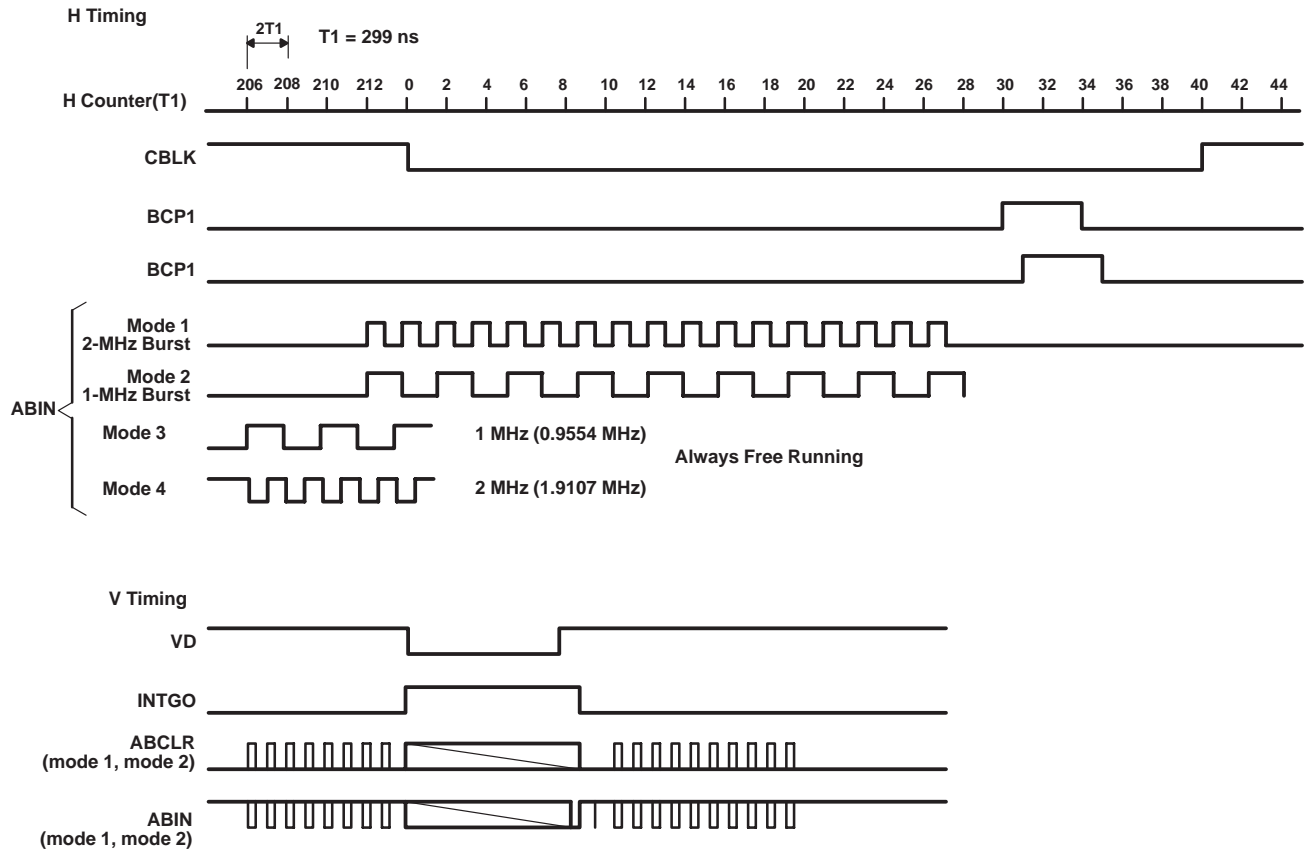 H Timing
2T1
T1 = 299 ns
206 208 210 212 0 2 4 6 8 10 12 14 16 18 20 22 24 26 28 30 32 34 36 38 40 42 44
H Counter(T1)
CBLK
BCP1
BCP1
Mode 1
2-MHz Burst
Mode 2
1-MHz Burst
ABIN
Mode 3
1 MHz (0.9554 MHz)
Always Free Running
Mode 4
2 MHz (1.9107 MHz)
V Timing
VD
INTGO
ABCLR
(mode 1, mode 2)
ABIN
(mode 1, mode 2)